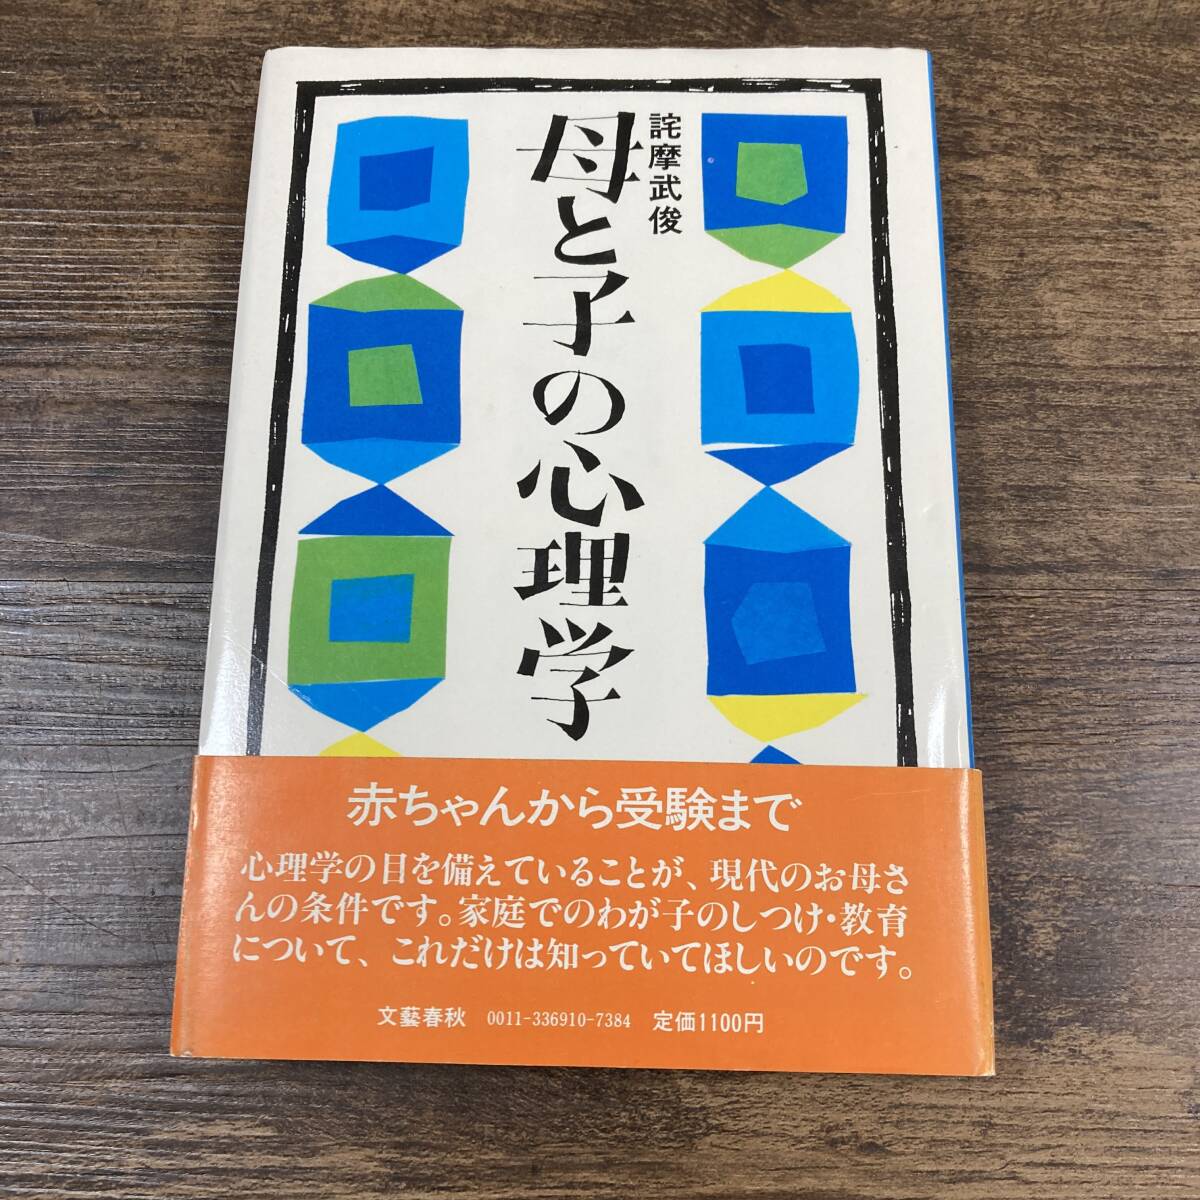 詫摩武俊
母と子の心理学
赤ちゃんから受験まで
心理学の目を備えていることが、現代のお母さ
んの条件です。家庭でのわが子のしつけ・教育
について、これだけは知っていてほしいのです。
文藝春秋 0011-336910-7384 定価1100円